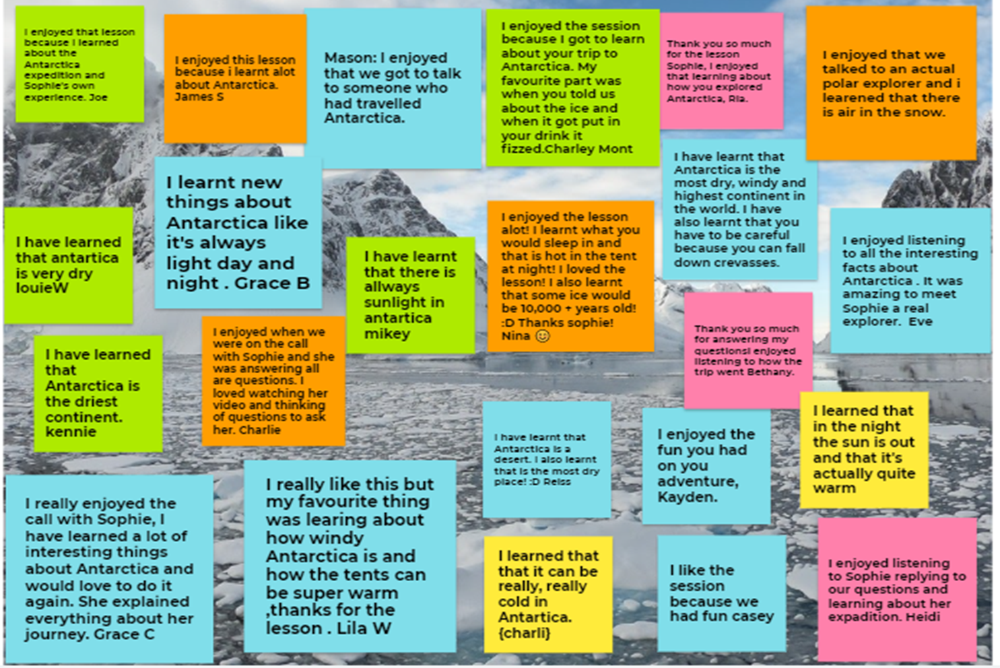 I enjoyed that lesson
because I learned
about the
Antarctica
expedition and
Sophie's own
experience. Joe
I enjoyed this lesson
because i learnt alot
about Antarctica.
James S
Mason: I enjoyed
that we got to talk
to someone who
had travelled
Antarctica.
I enjoyed the session
because I got to learn
about your trip to
Antarctica. My
favourite part was
when you told us
about the ice and
when it got put in
your drink it
fizzed.Charley Mont
Thank you so much
for the lesson
Sophie, I enjoyed
that learning about
how you explored
Antarctica, Ria.
I enjoyed that we
talked to an actual
polar explorer and i
learened that there
is air in the snow.
I have learned
that antartica
is very dry
louieW
I learnt new
things about
Antarctica like
it's always
light day and
night . Grace B
I have learnt
that there is
allways
sunlight in
antartica
mikey
I enjoyed the lesson
alot! I learnt what you
would sleep in and
that is hot in the tent
at night! I loved the
lesson! I also learnt
that some ice would
be 10,000 + years old!
:D Thanks sophie!
Nina ☺
I have learnt that
Antarctica is the
most dry, windy and
highest continent in
the world. I have
also learnt that you
have to be careful
because you can fall
down crevasses.
I enjoyed listening
to all the interesting
facts about
Antarctica . It was
amazing to meet
Sophie a real
explorer. Eve
I have learned
that
Antarctica is
the driest
continent.
kennie
I enjoyed when we
were on the call
with Sophie and she
was answering all
are questions. I
loved watching her
video and thinking
of questions to ask
her. Charlie
Thank you so much
for answering my
questionsI enjoyed
listening to how the
trip went Bethany.
I have learnt that
Antarctica is a
desert. I also learnt
that is the most dry
place! :D Reiss
I enjoyed the
fun you had
on you
adventure,
Kayden.
I learned that
in the night
the sun is out
and that it's
actually quite
warm
I really enjoyed the
call with Sophie, I
have learned a lot of
interesting things
about Antarctica and
would love to do it
again. She explained
everything about her
journey. Grace C
I really like this but
my favourite thing
was learing about
how windy
Antarctica is and
how the tents can
be super warm
,thanks for the
lesson . Lila W
I learned that
that it can be
really, really
cold in
Antartica.
{charli}
I like the
session
because we
had fun casey
I enjoyed listening
to Sophie replying to
our questions and
learning about her
expadition. Heidi